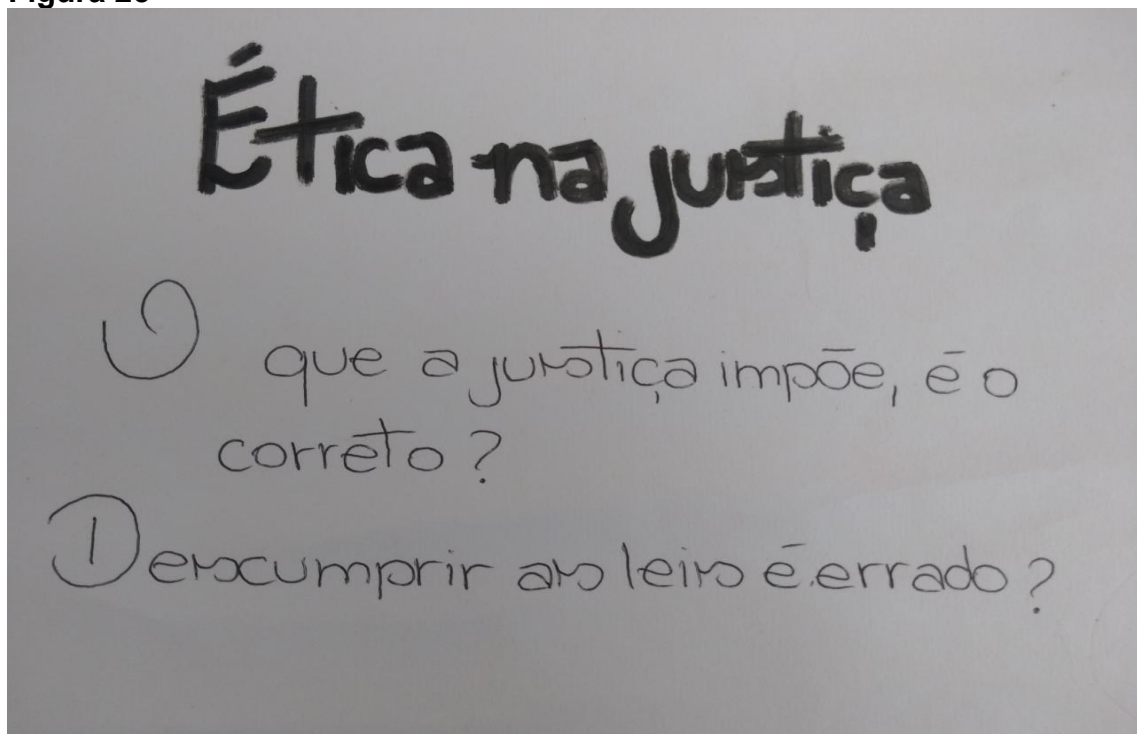 Ética na justiça
O que a justiça impõe, é o
correto?
Descumprir as leis é errado?